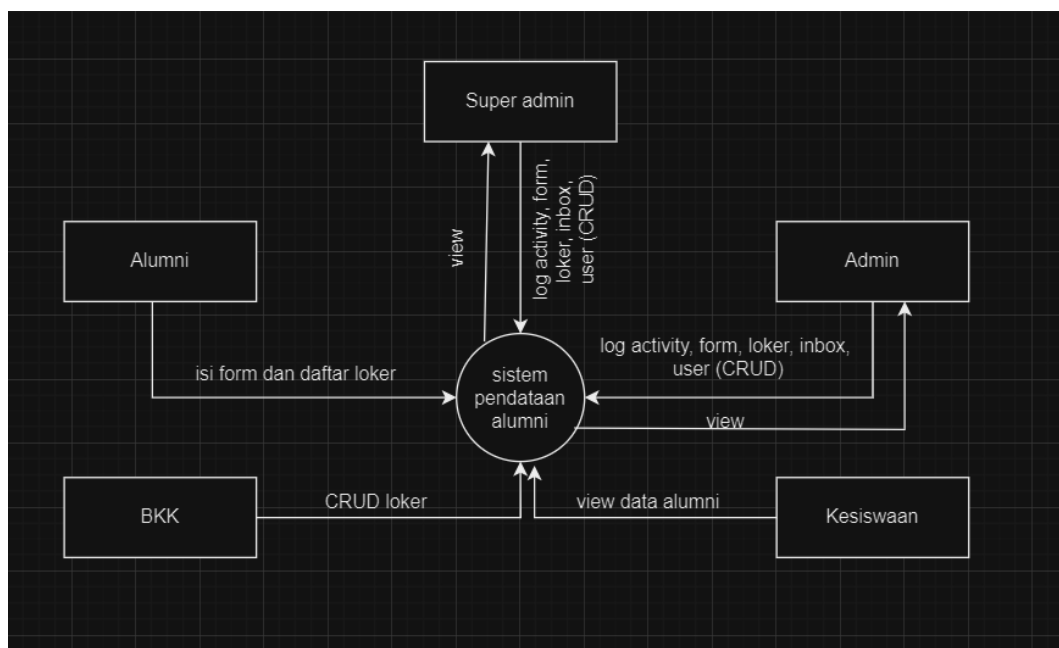 Super admin
view
log activity, form,
loker, inbox,
user (CRUD)
Alumni
Admin
isi form dan daftar loker
sistem
pendataan
alumni
log activity, form, loker, inbox,
user (CRUD)
view
BKK
CRUD loker
view data alumni
Kesiswaan